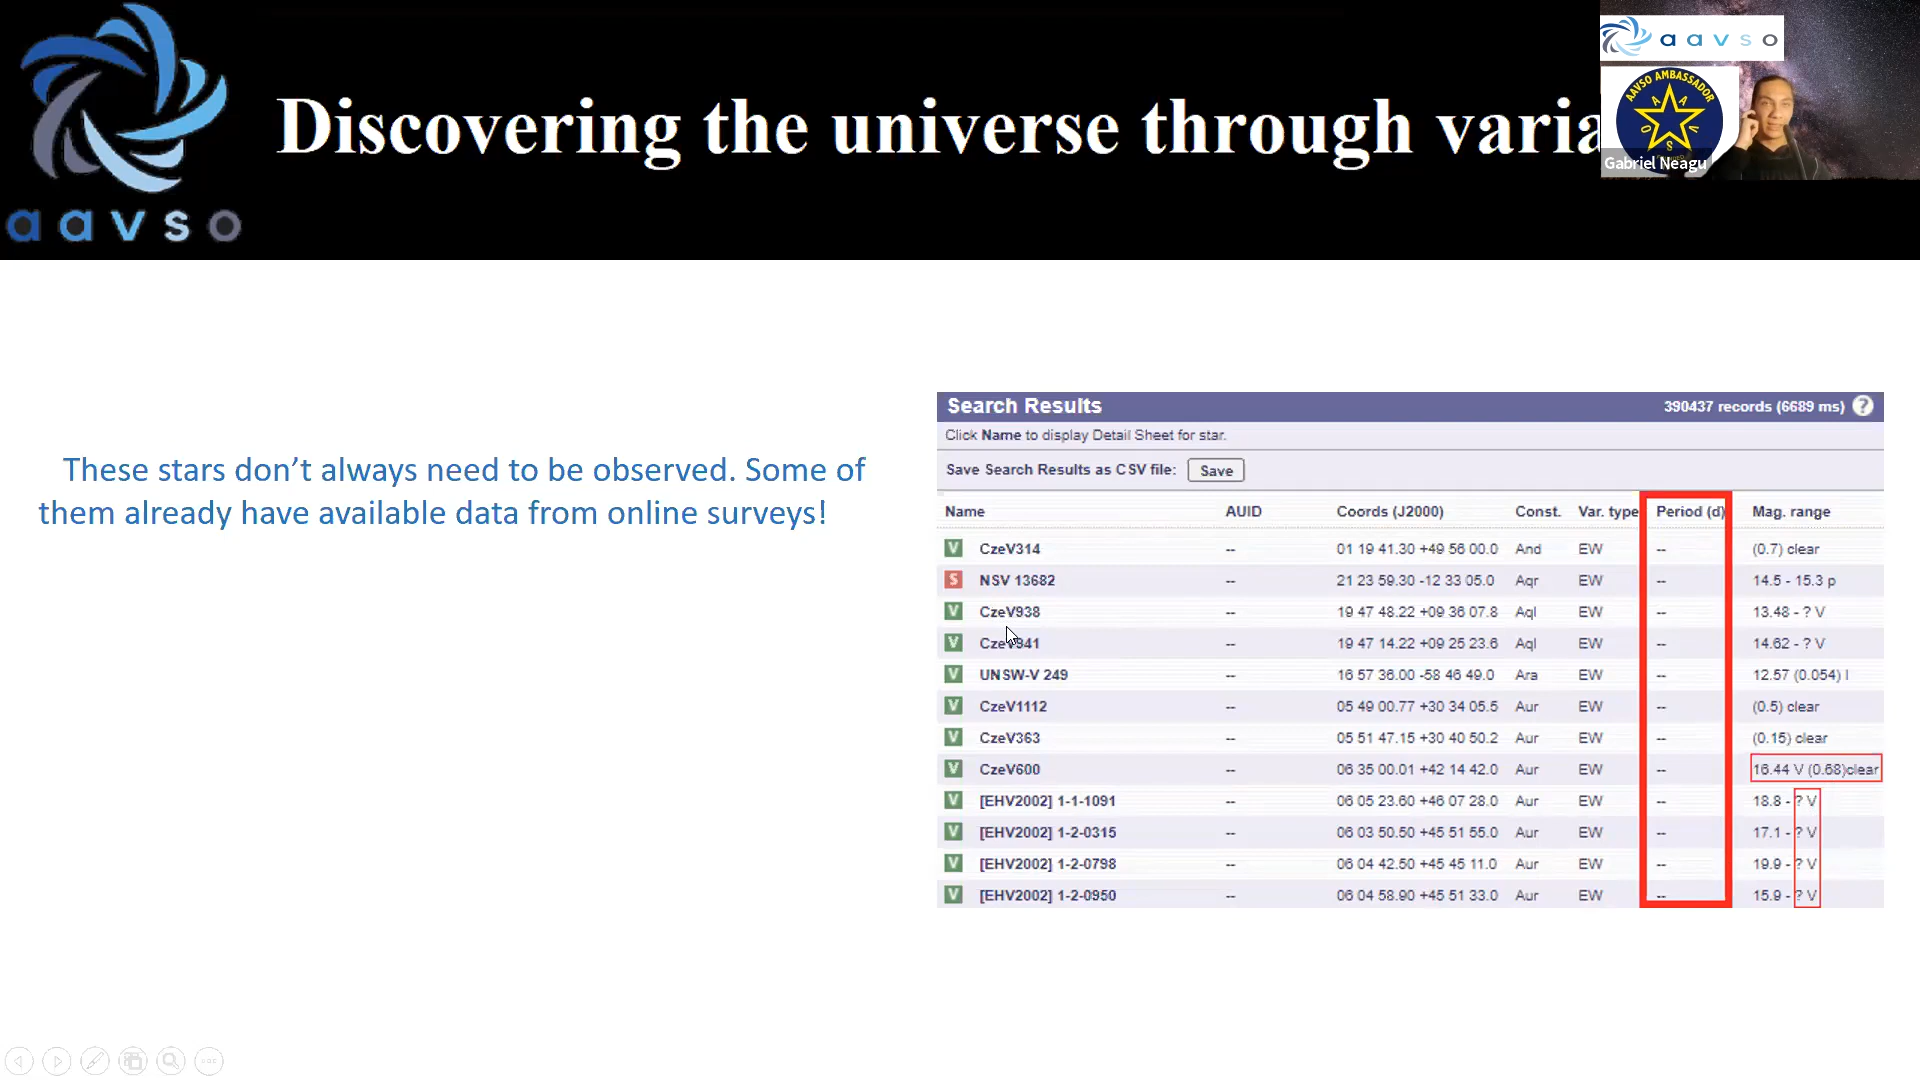 aavso
Discovering the universe through varia
aavso
AAVSO AMBASSADOR
A A V S O
Gabriel Neagu
These stars don’t always need to be observed. Some of
them already have available data from online surveys!
Search Results 390437 records (6689 ms) ?
Click Name to display Detail Sheet for star.
Save Search Results as CSV file: Save
Name AUID Coords (J2000) Const. Var. type Period (d) Mag. range
V CzeV314 -- 01 19 41.30 +49 56 00.0 And EW -- (0.7) clear
S NSV 13682 -- 21 23 59.30 -12 33 05.0 Aqr EW -- 14.5 - 15.3 p
V CzeV938 -- 19 47 48.22 +09 36 07.8 Aql EW -- 13.48 - ? V
V CzeV941 -- 19 47 14.22 +09 25 23.6 Aql EW -- 14.62 - ? V
V UNSW-V 249 -- 16 57 36.00 -58 46 49.0 Ara EW -- 12.57 (0.054) I
V CzeV1112 -- 05 49 00.77 +30 34 05.5 Aur EW -- (0.5) clear
V CzeV363 -- 05 51 47.15 +30 40 50.2 Aur EW -- (0.15) clear
V CzeV600 -- 06 35 00.01 +42 14 42.0 Aur EW -- 16.44 V (0.68)clear
V [EHV2002] 1-1-1091 -- 06 05 23.60 +46 07 28.0 Aur EW -- 18.8 - ? V
V [EHV2002] 1-2-0315 -- 06 03 50.50 +45 51 55.0 Aur EW -- 17.1 - ? V
V [EHV2002] 1-2-0798 -- 06 04 42.50 +45 45 11.0 Aur EW -- 19.9 - ? V
V [EHV2002] 1-2-0950 -- 06 04 58.90 +45 51 33.0 Aur EW -- 15.9 - ? V